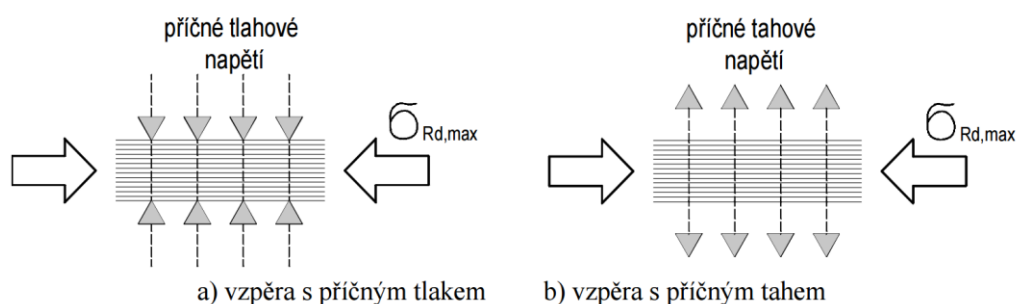 příčné tlahové
napětí
σRd,max
příčné tahové
napětí
σRd,max
a) vzpěra s příčným tlakem
b) vzpěra s příčným tahem